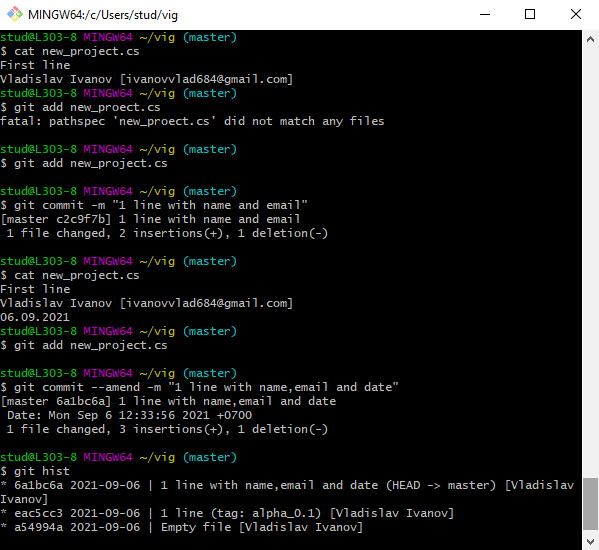 MINGW64:/c/Users/stud/vig
stud@L303-8 MINGW64 ~/vig (master)
$ cat new_project.cs
First line
Vladislav Ivanov [ivanovvlad684@gmail.com]
stud@L303-8 MINGW64 ~/vig (master)
$ git add new_proect.cs
fatal: pathspec 'new_proect.cs' did not match any files
stud@L303-8 MINGW64 ~/vig (master)
$ git add new_project.cs
stud@L303-8 MINGW64 ~/vig (master)
$ git commit -m "1 line with name and email"
[master c2c9f7b] 1 line with name and email
 1 file changed, 2 insertions(+), 1 deletion(-)
stud@L303-8 MINGW64 ~/vig (master)
$ cat new_project.cs
First line
Vladislav Ivanov [ivanovvlad684@gmail.com]
06.09.2021
stud@L303-8 MINGW64 ~/vig (master)
$ git add new_project.cs
stud@L303-8 MINGW64 ~/vig (master)
$ git commit --amend -m "1 line with name,email and date"
[master 6a1bc6a] 1 line with name,email and date
 Date: Mon Sep 6 12:33:56 2021 +0700
 1 file changed, 3 insertions(+), 1 deletion(-)
stud@L303-8 MINGW64 ~/vig (master)
$ git hist
* 6a1bc6a 2021-09-06 | 1 line with name,email and date (HEAD -> master) [Vladislav
Ivanov]
* eac5cc3 2021-09-06 | 1 line (tag: alpha_0.1) [Vladislav Ivanov]
* a54994a 2021-09-06 | Empty file [Vladislav Ivanov]